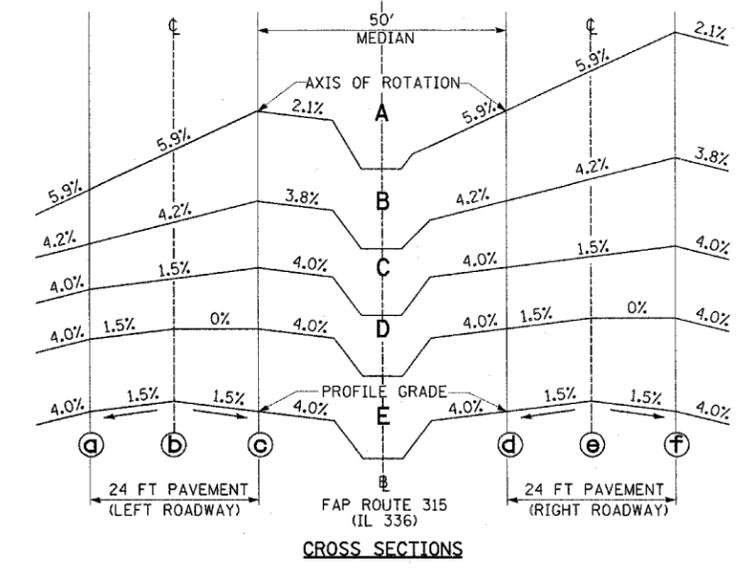 50'
MEDIAN
℄ ℄
2.1%
5.9%
AXIS OF ROTATION
2.1% A 5.9%
5.9%
5.9%
3.8%
4.2%
B
3.8% 4.2%
4.2%
4.2%
C
4.0%
1.5%
4.0% 4.0%
1.5%
4.0%
D
4.0% 1.5% 0% 4.0% 4.0% 1.5% 0% 4.0%
PROFILE GRADE
E
4.0% 1.5% 1.5% 4.0% 4.0% 1.5% 1.5% 4.0%
a b c d e f
24 FT PAVEMENT
(LEFT ROADWAY)
FAP ROUTE 315
(IL 336)
24 FT PAVEMENT
(RIGHT ROADWAY)
CROSS SECTIONS